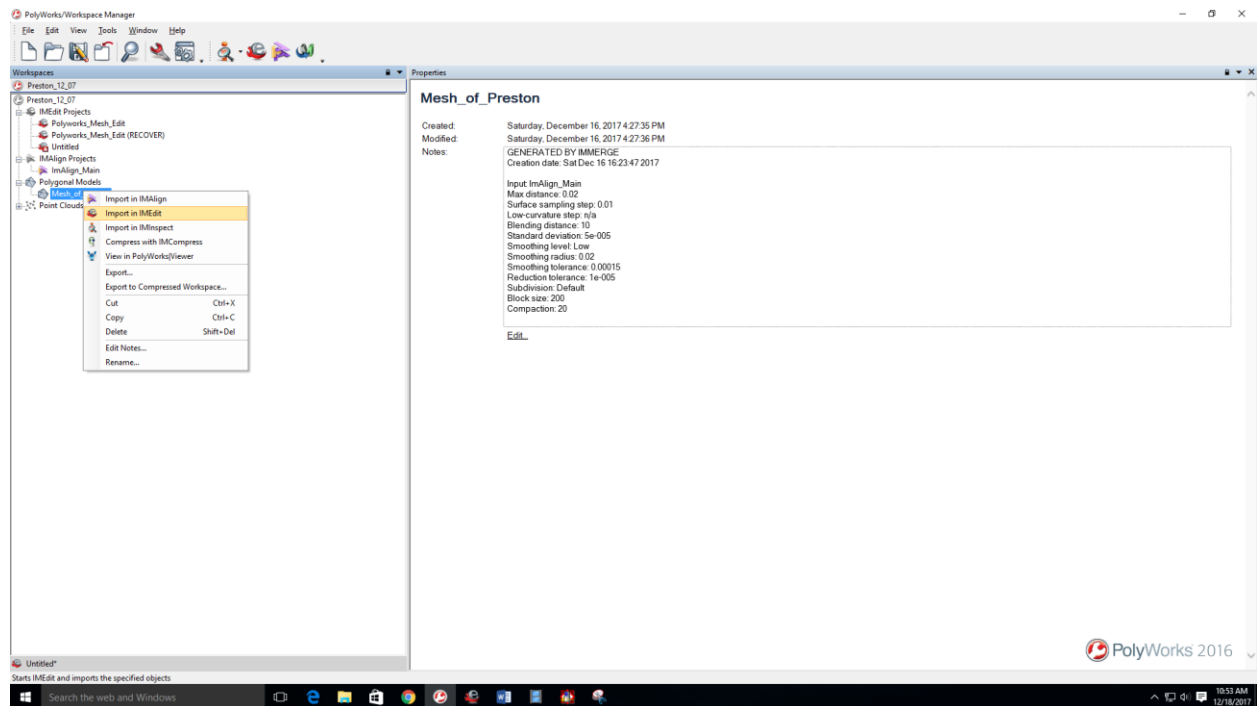 PolyWorks/Workspace Manager
File Edit View Tools Window Help
Workspaces
Properties
Preston_12_07
Preston_12_07
IMEdit Projects
Polyworks_Mesh_Edit
Polyworks_Mesh_Edit (RECOVER)
Untitled
IMAlign Projects
ImAlign_Main
Polygonal Models
Mesh_of
Point Clouds
Import in IMAlign
Import in IMEdit
Import in IMInspect
Compress with IMCompress
View in PolyWorks|Viewer
Export...
Export to Compressed Workspace...
Cut Ctrl+X
Copy Ctrl+C
Delete Shift+Del
Edit Notes...
Rename...
Mesh_of_Preston
Created: Saturday, December 16, 2017 4:27:35 PM
Modified: Saturday, December 16, 2017 4:27:36 PM
Notes: GENERATED BY IMMERGE
Creation date: Sat Dec 16 16:23:47 2017
Input: ImAlign_Main
Max distance: 0.02
Surface sampling step: 0.01
Low-curvature step: n/a
Blending distance: 10
Standard deviation: 5e-005
Smoothing level: Low
Smoothing radius: 0.02
Smoothing tolerance: 0.00015
Reduction tolerance: 1e-005
Subdivision: Default
Block size: 200
Compaction: 20
Edit...
PolyWorks 2016
Untitled*
Starts IMEdit and imports the specified objects
Search the web and Windows
10:53 AM
12/18/2017